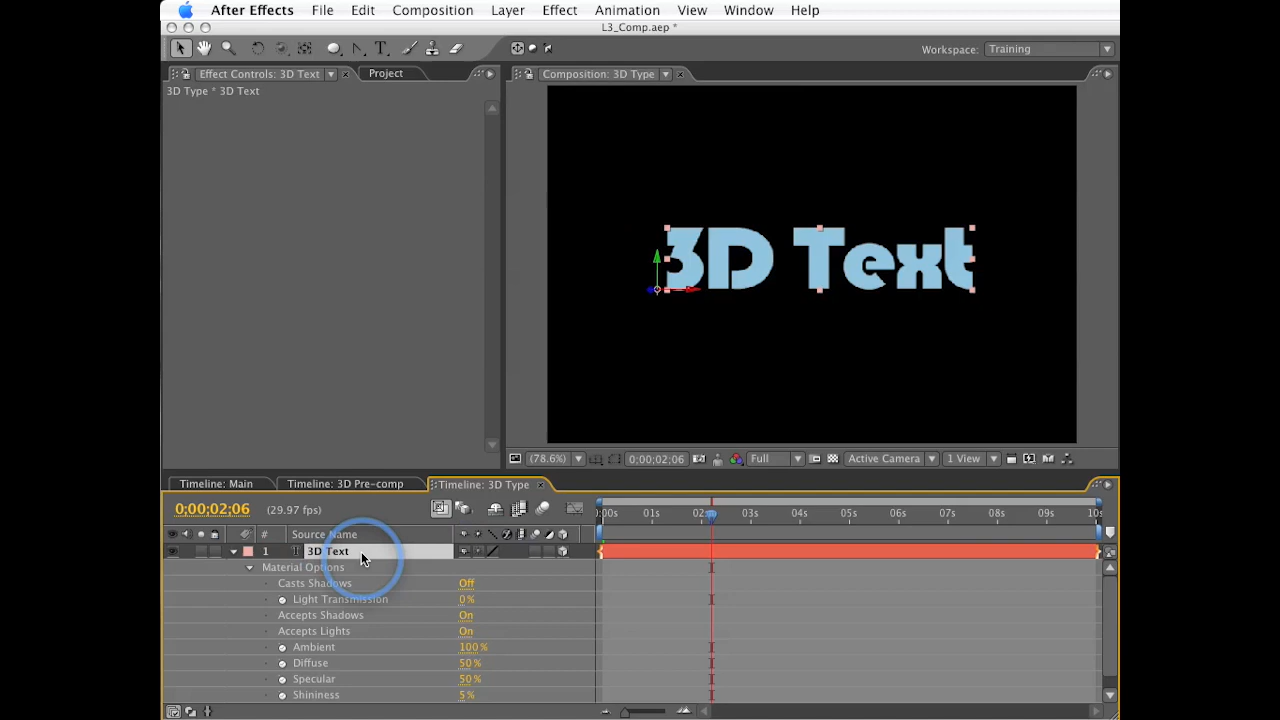 After Effects File Edit Composition Layer Effect Animation View Window Help
L3_Comp.aep *
Workspace: Training
Effect Controls: 3D Text Project
Composition: 3D Type
3D Type * 3D Text
3D Text
(78.6%) 0;00;02;06 Full Active Camera 1 View
Timeline: Main Timeline: 3D Pre-comp Timeline: 3D Type
0;00;02;06 (29.97 fps)
:00s 01s 02s 03s 04s 05s 06s 07s 08s 09s 10s
# Source Name
1 T 3D Text
Material Options
Casts Shadows Off
Light Transmission 0%
Accepts Shadows On
Accepts Lights On
Ambient 100%
Diffuse 50%
Specular 50%
Shininess 5%